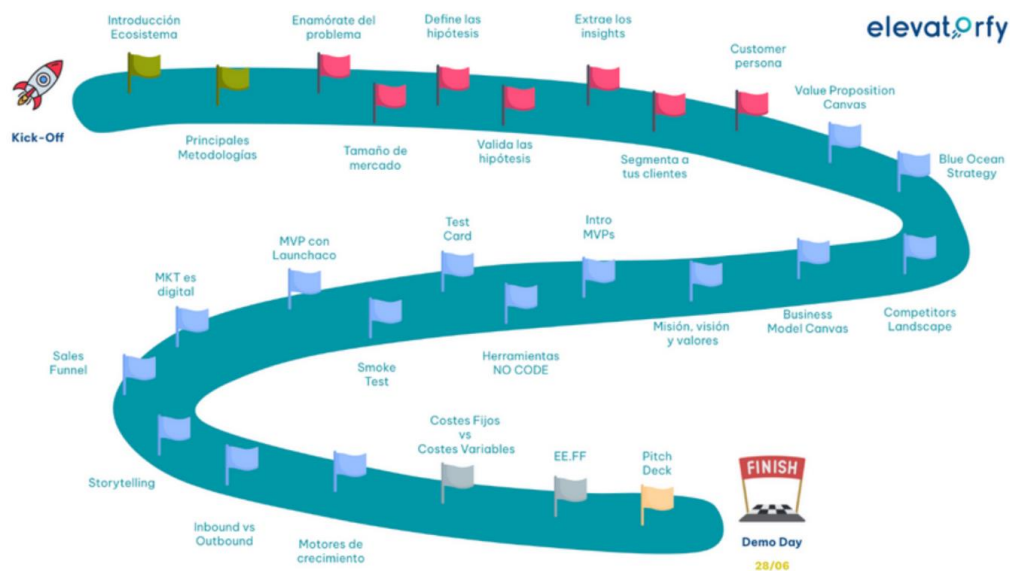 elevatorfy
Kick-Off
Introducción
Ecosistema
Principales
Metodologías
Enamórate del
problema
Tamaño de
mercado
Define las
hipótesis
Valida las
hipótesis
Extrae los
insights
Segmenta a
tus clientes
Customer
persona
Value Proposition
Canvas
Blue Ocean
Strategy
Competitors
Landscape
Business
Model Canvas
Misión, visión
y valores
Intro
MVPs
Herramientas
NO CODE
Test
Card
Smoke
Test
MVP con
Launchaco
MKT es
digital
Sales
Funnel
Storytelling
Inbound vs
Outbound
Motores de
crecimiento
Costes Fijos
vs
Costes Variables
EE.FF
Pitch
Deck
FINISH
Demo Day
28/06